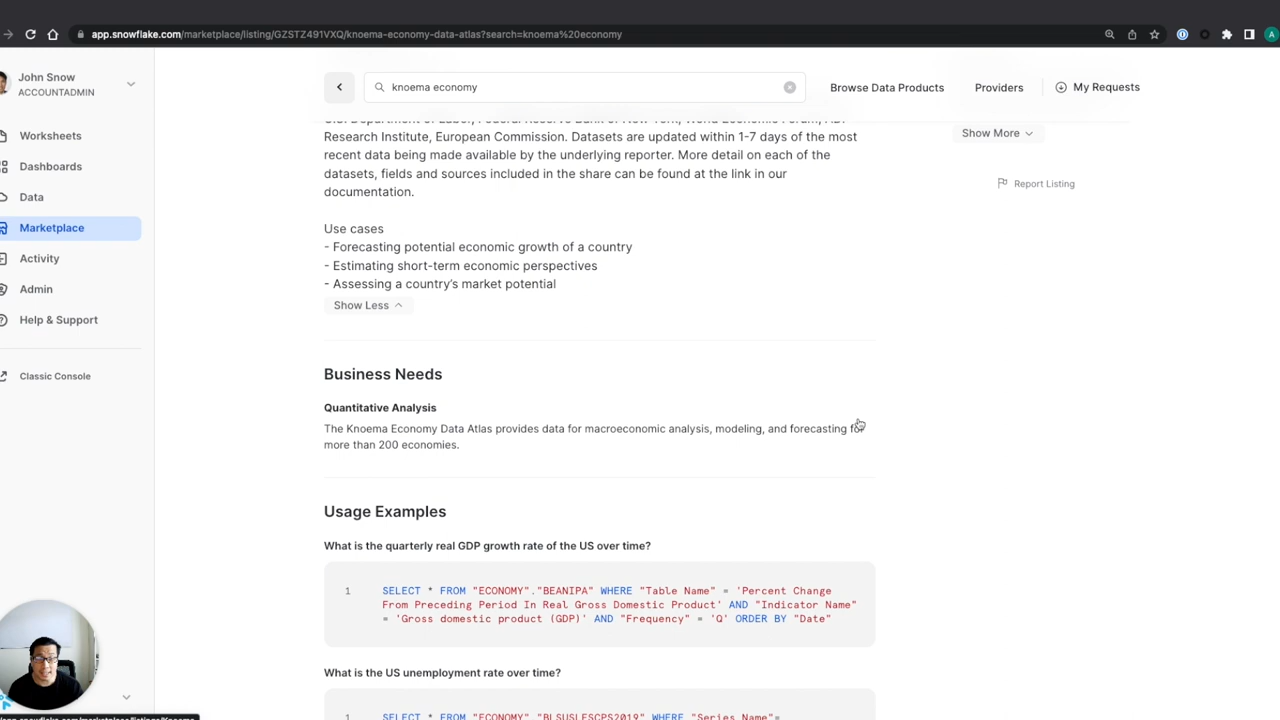 app.snowflake.com/marketplace/listing/GZSTZ491VXQ/knoema-economy-data-atlas?search=knoema%20economy
A
John Snow
ACCOUNTADMIN
knoema economy
Browse Data Products
Providers
My Requests
Worksheets
Dashboards
Data
Marketplace
Activity
Admin
Help & Support
Classic Console
Research Institute, European Commission. Datasets are updated within 1-7 days of the most
recent data being made available by the underlying reporter. More detail on each of the
datasets, fields and sources included in the share can be found at the link in our
documentation.
Use cases
- Forecasting potential economic growth of a country
- Estimating short-term economic perspectives
- Assessing a country's market potential
Show Less
Show More
Report Listing
Business Needs
Quantitative Analysis
The Knoema Economy Data Atlas provides data for macroeconomic analysis, modeling, and forecasting for
more than 200 economies.
Usage Examples
What is the quarterly real GDP growth rate of the US over time?
1
SELECT * FROM "ECONOMY"."BEANIPA" WHERE "Table Name" = 'Percent Change
From Preceding Period In Real Gross Domestic Product' AND "Indicator Name"
= 'Gross domestic product (GDP)' AND "Frequency" = 'Q' ORDER BY "Date"
What is the US unemployment rate over time?
1
SELECT * FROM "ECONOMY"."BLSUSLFSCPS2019" WHERE "Series Name"=